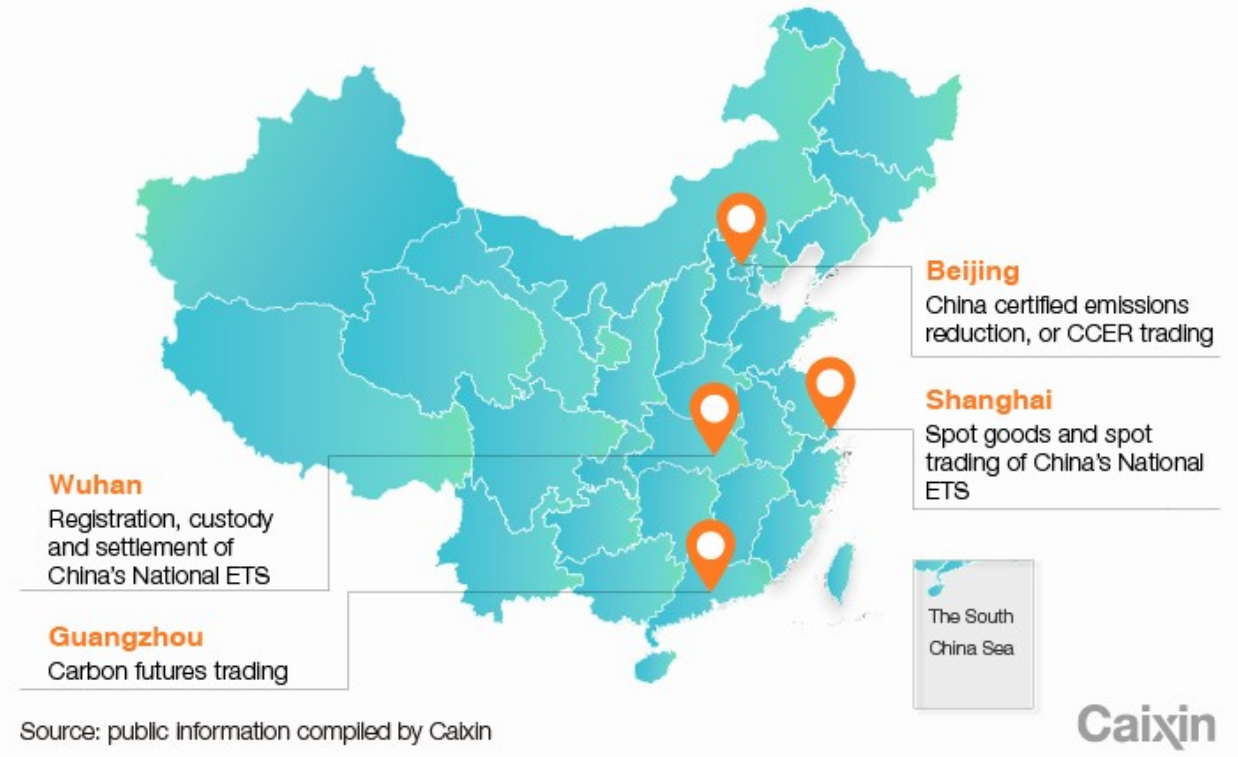 Beijing
China certified emissions
reduction, or CCER trading
Shanghai
Spot goods and spot
trading of China's National
ETS
Wuhan
Registration, custody
and settlement of
China's National ETS
Guangzhou
Carbon futures trading
The South
China Sea
Source: public information compiled by Caixin
Caixin